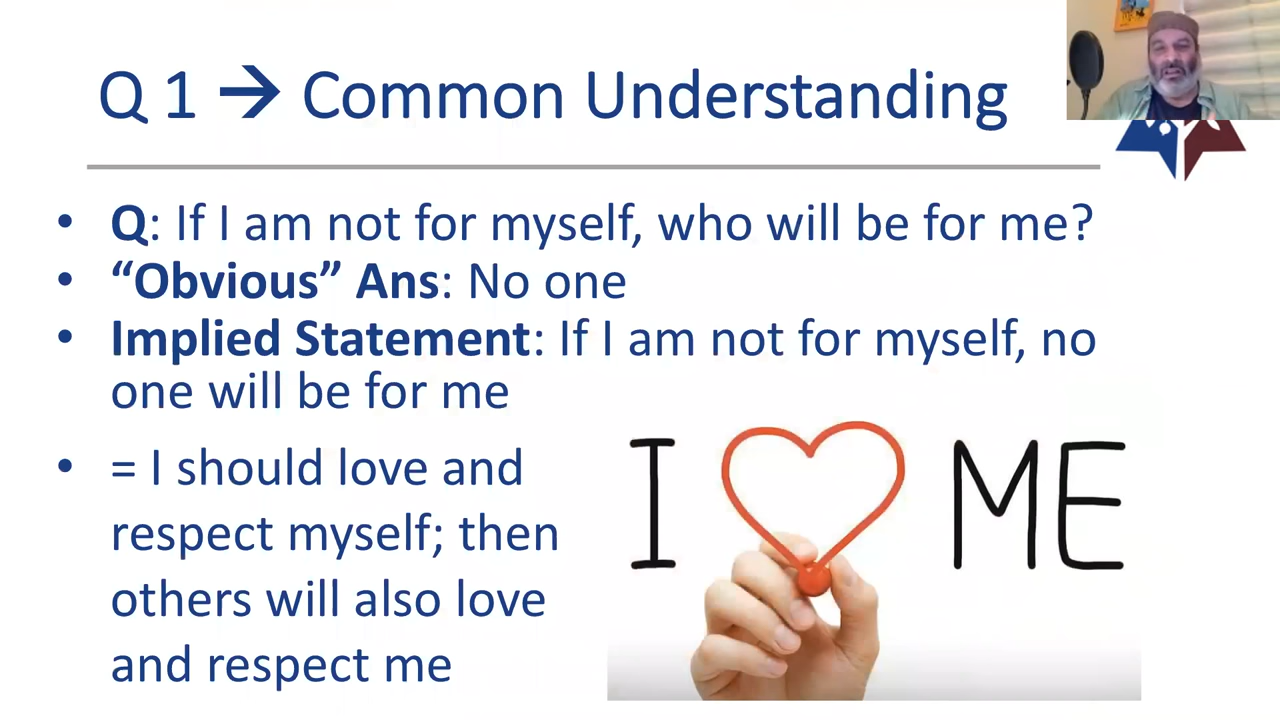 Q 1 → Common Understanding
• Q: If I am not for myself, who will be for me?
• “Obvious” Ans: No one
• Implied Statement: If I am not for myself, no
one will be for me
• = I should love and
respect myself; then
others will also love
and respect me
I ME